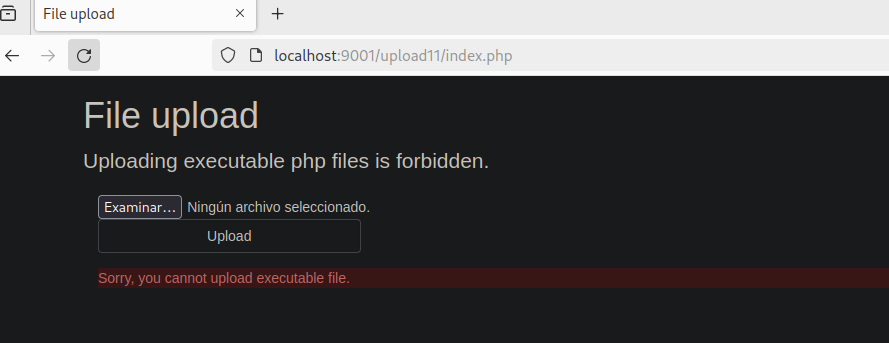 File upload
localhost:9001/upload11/index.php
File upload
Uploading executable php files is forbidden.
Examinar... Ningún archivo seleccionado.
Upload
Sorry, you cannot upload executable file.